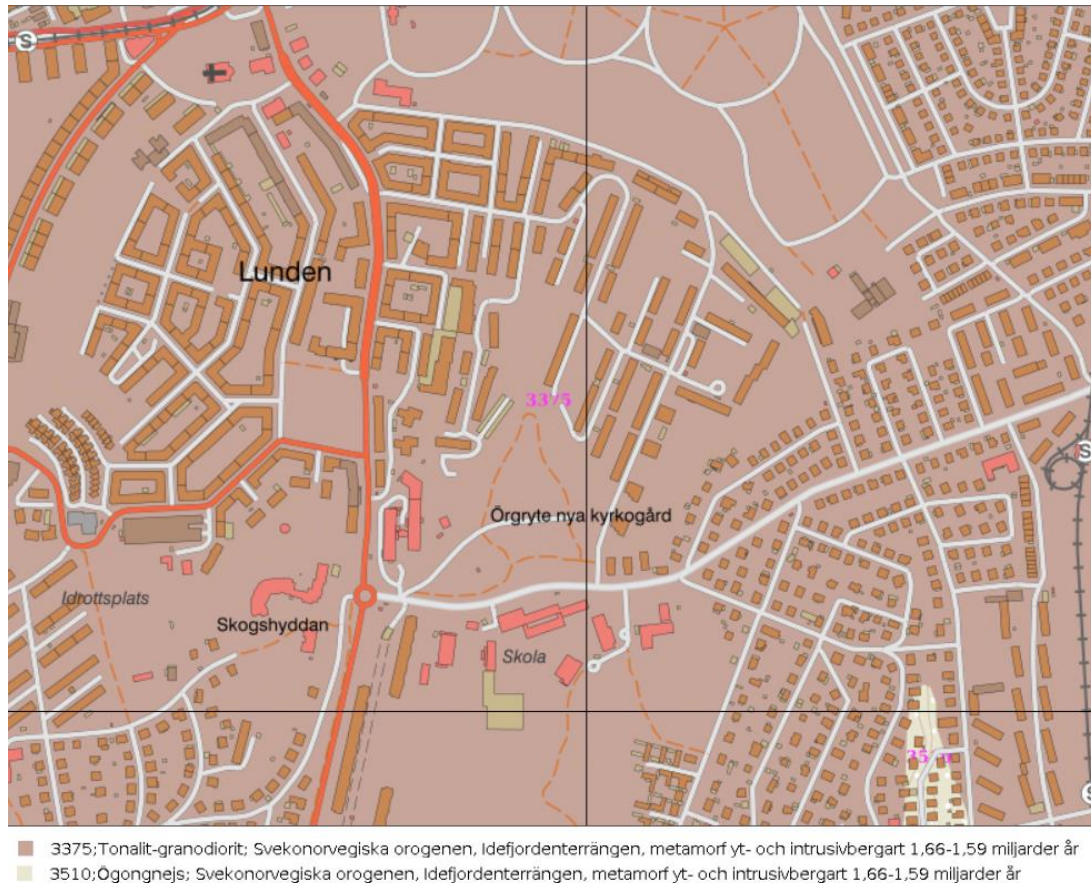 S
Lunden
3375
S
Örgryte nya kyrkogård
Idrottsplats
Skogshyddan
Skola
S
3375;Tonalit-granodiorit; Svekonorvegiska orogenen, Idefjordenterrängen, metamorf yt- och intrusivbergart 1,66-1,59 miljarder år
3510;Ögongnejs; Svekonorvegiska orogenen, Idefjordenterrängen, metamorf yt- och intrusivbergart 1,66-1,59 miljarder år